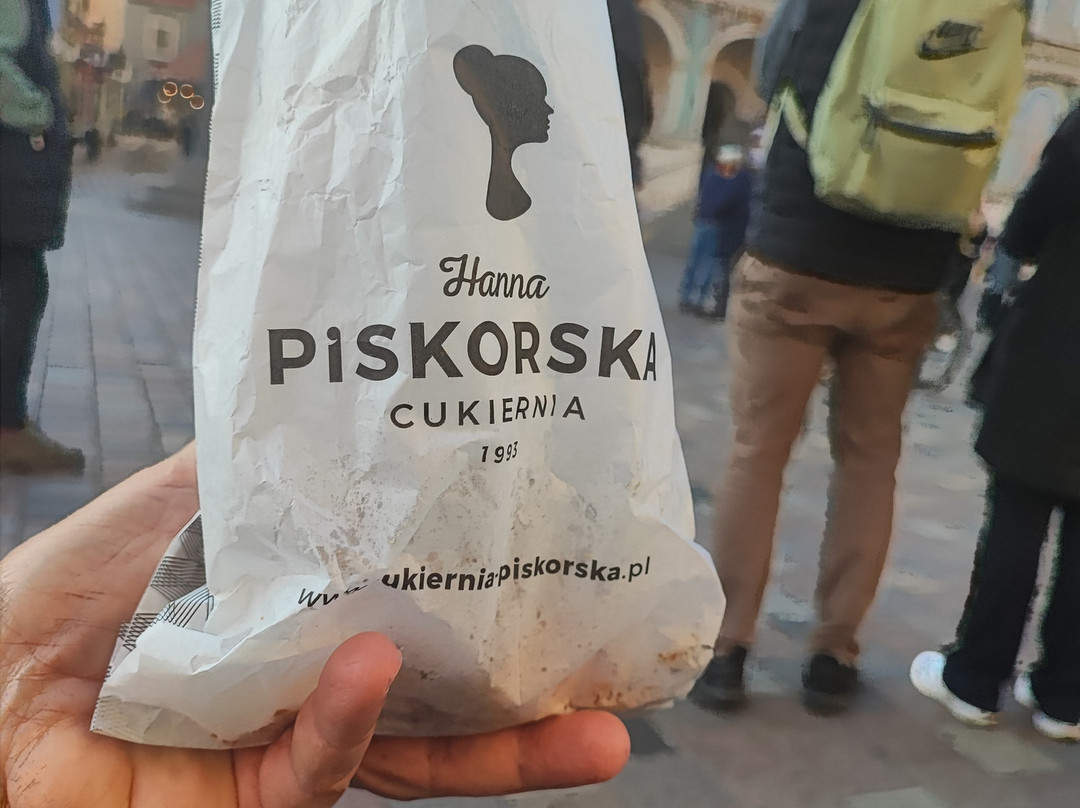 Hanna
PiSKORSKA
CUKIERNIA
1993
ukiernia-piskorska.pl